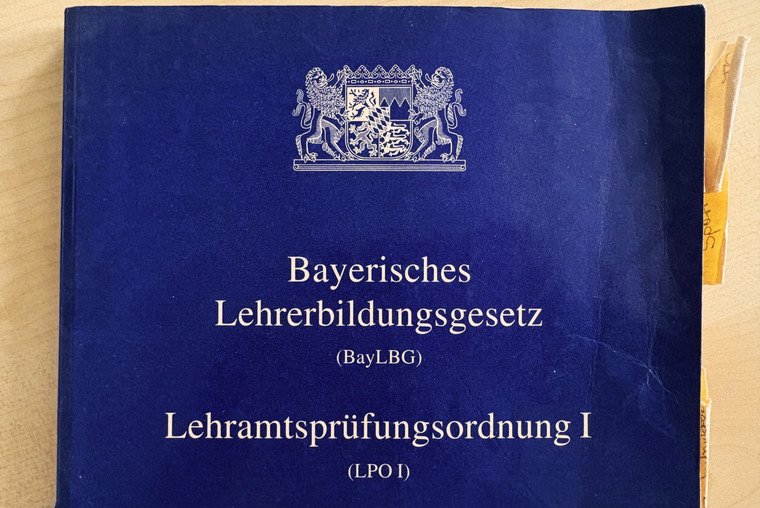 Bayerisches
Lehrerbildungsgesetz
(BayLBG)
Lehramtsprüfungsordnung I
(LPO I)